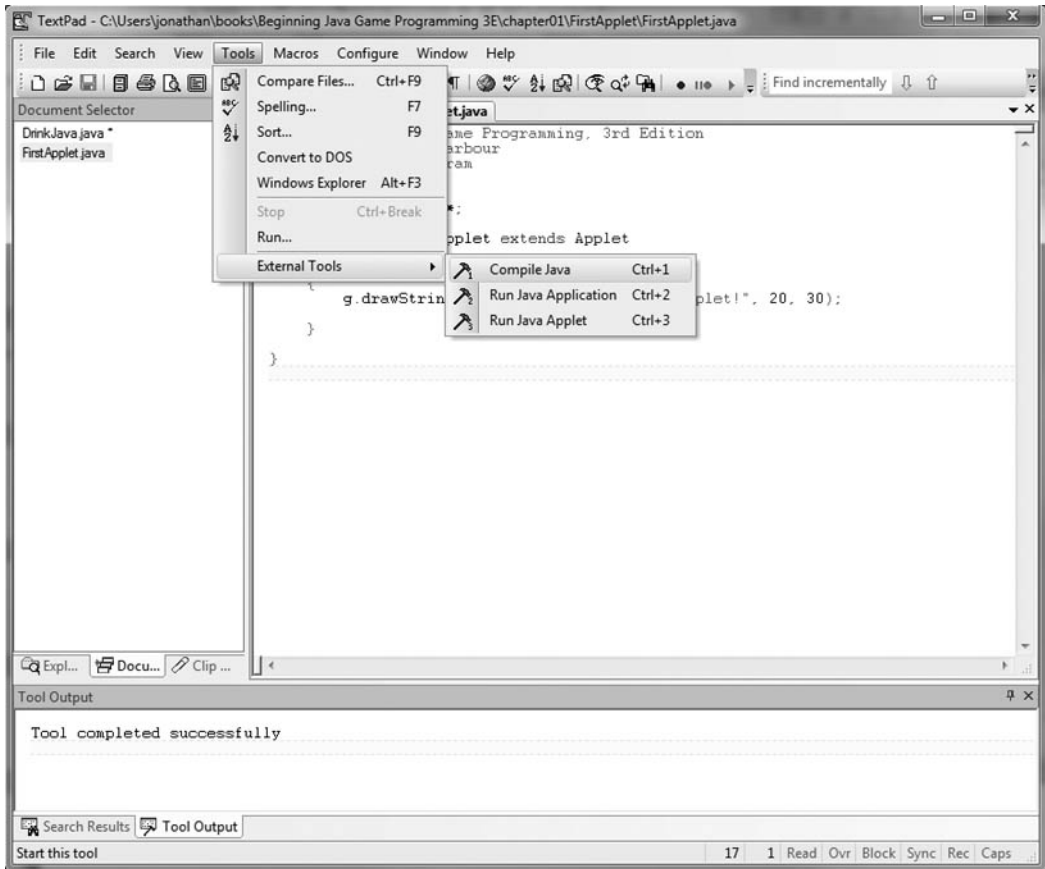 TextPad - C:\Users\jonathan\books\Beginning Java Game Programming 3E\chapter01\FirstApplet\FirstApplet.java
File Edit Search View Tools Macros Configure Window Help
Find incrementally
Document Selector
DrinkJava.java *
FirstApplet.java
Compare Files... Ctrl+F9
Spelling... F7
Sort... F9
Convert to DOS
Windows Explorer Alt+F3
Stop Ctrl+Break
Run...
External Tools
Compile Java Ctrl+1
Run Java Application Ctrl+2
Run Java Applet Ctrl+3
et.java
ame Programming, 3rd Edition
arbour
ram
*;
pplet extends Applet
{
g.drawStrin plet!", 20, 30);
}
}
Expl... Docu... Clip ...
Tool Output
Tool completed successfully
Search Results Tool Output
Start this tool 17 1 Read Ovr Block Sync Rec Caps